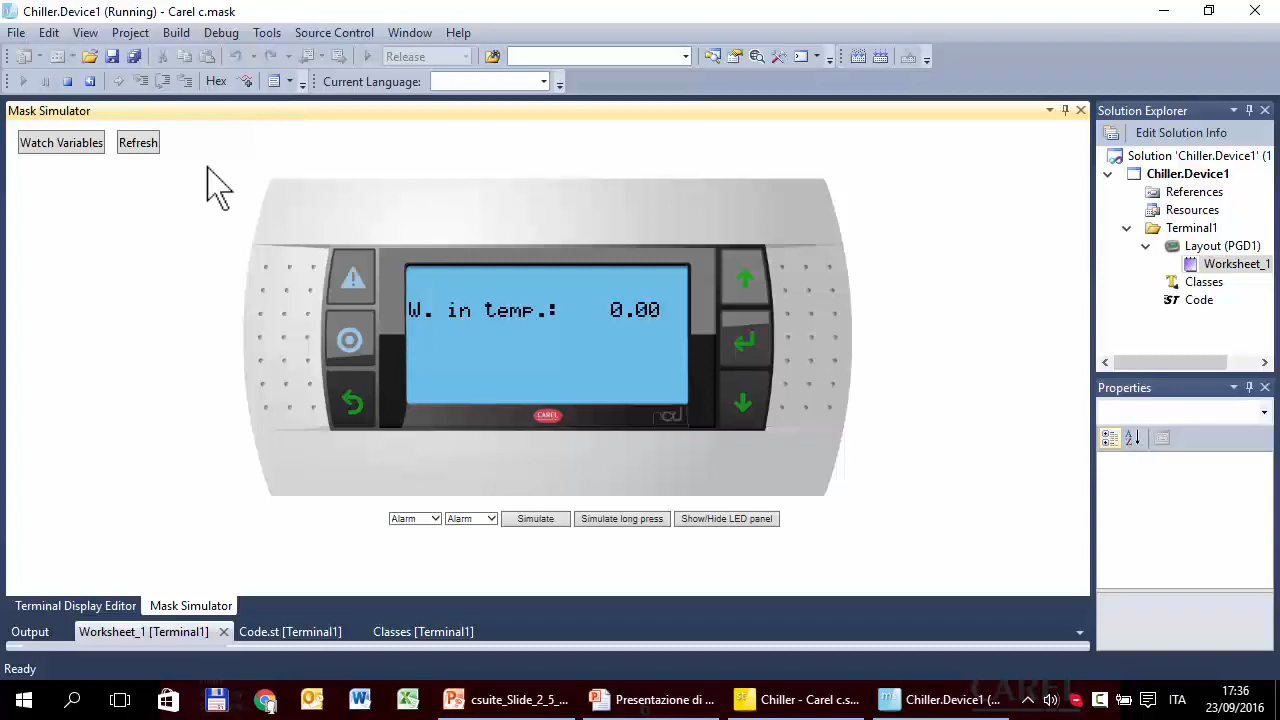 Chiller.Device1 (Running) - Carel c.mask
File Edit View Project Build Debug Tools Source Control Window Help
Release
Hex Current Language:
Mask Simulator
Watch Variables Refresh
W. in temp.: 0.00
CAREL
Alarm Alarm Simulate Simulate long press Show/Hide LED panel
Terminal Display Editor Mask Simulator
Output Worksheet_1 [Terminal1] Code.st [Terminal1] Classes [Terminal1]
Ready
Solution Explorer
Edit Solution Info
Solution 'Chiller.Device1' (1
Chiller.Device1
References
Resources
Terminal1
Layout (PGD1)
Worksheet_1
Classes
ST Code
Properties
csuite_Slide_2_5_... Presentazione di ... Chiller - Carel c.s... Chiller.Device1 (... ITA
17:36
23/09/2016